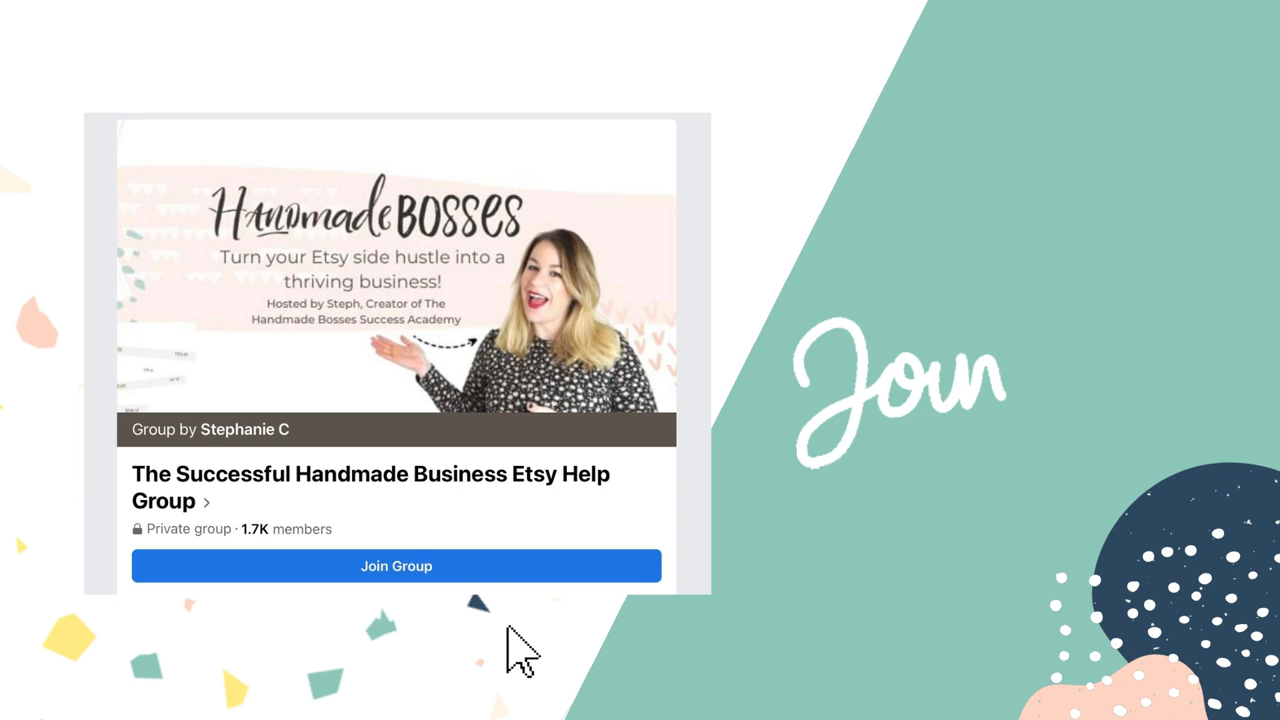 Handmade BOSSES
Turn your Etsy side hustle into a
thriving business!
Hosted by Steph, Creator of The
Handmade Bosses Success Academy
Group by Stephanie C
The Successful Handmade Business Etsy Help
Group >
Private group · 1.7K members
Join Group
Join